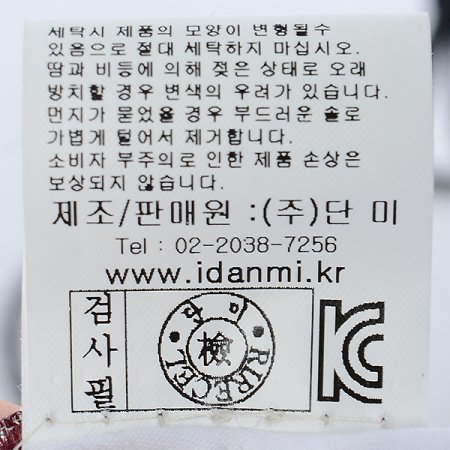 세탁시 제품의 모양이 변형될수
있음으로 절대 세탁하지 마십시오.
땀과 비등에 의해 젖은 상태로 오래
방치할 경우 변색의 우려가 있습니다.
먼지가 묻었을 경우 부드러운 솔로
가볍게 털어서 제거합니다.
소비자 부주의로 인한 제품 손상은
보상되지 않습니다.
제조/판매원 :(주)단 미
Tel : 02-2038-7256
www.idanmi.kr
검사필
단미
檢
KC